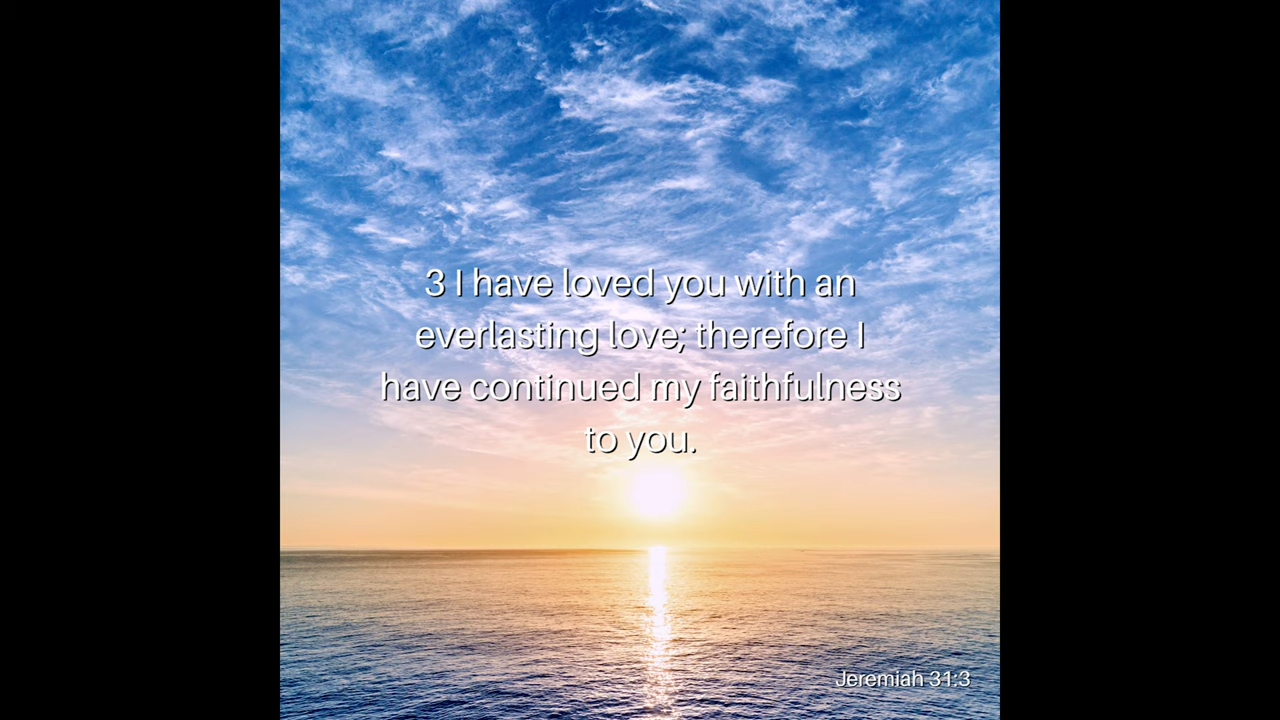 3 I have loved you with an
everlasting love; therefore I
have continued my faithfulness
to you.
Jeremiah 31:3